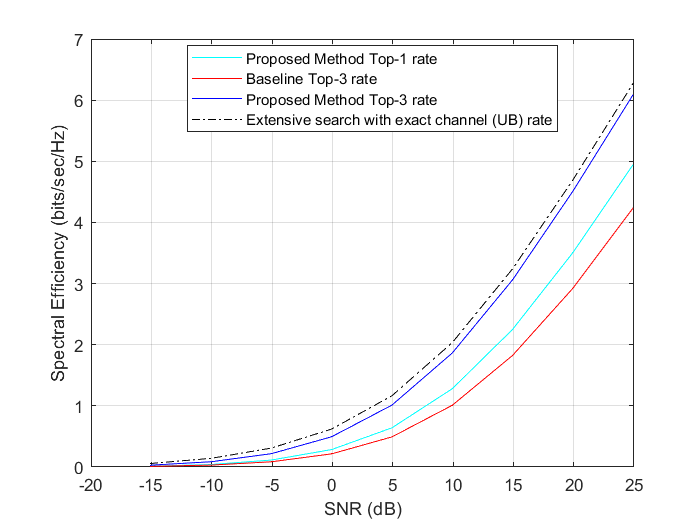 7
6
5
4
3
2
1
0
Spectral Efficiency (bits/sec/Hz)
Proposed Method Top-1 rate
Baseline Top-3 rate
Proposed Method Top-3 rate
Extensive search with exact channel (UB) rate
-20 -15 -10 -5 0 5 10 15 20 25
SNR (dB)